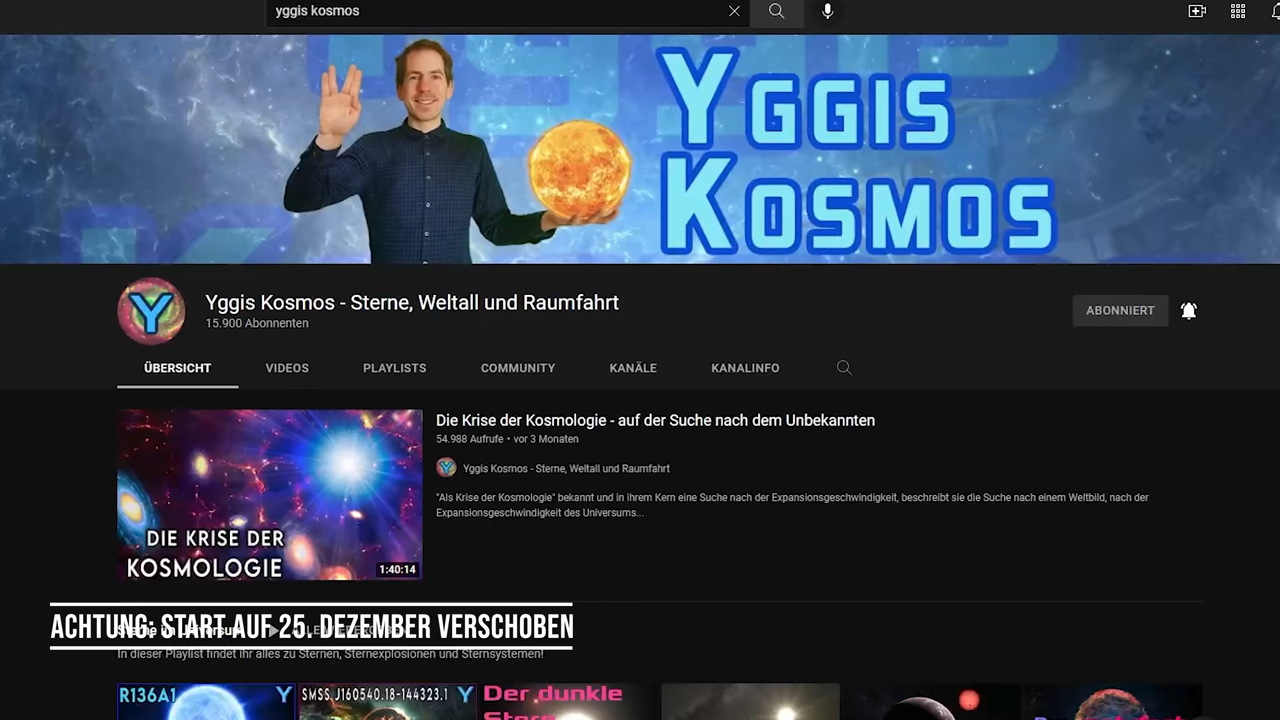 yggis kosmos
YGGIS
KOSMOS
Yggis Kosmos - Sterne, Weltall und Raumfahrt
15.900 Abonnenten
ABONNIERT
ÜBERSICHT VIDEOS PLAYLISTS COMMUNITY KANÄLE KANALINFO
Die Krise der Kosmologie - auf der Suche nach dem Unbekannten
54.988 Aufrufe • vor 3 Monaten
Yggis Kosmos - Sterne, Weltall und Raumfahrt
"Als Krise der Kosmologie" bekannt und in ihrem Kern eine Suche nach der Expansionsgeschwindigkeit, beschreibt sie die Suche nach einem Weltbild, nach der
Expansionsgeschwindigkeit des Universums...
DIE KRISE DER
KOSMOLOGIE
1:40:14
ACHTUNG: START AUF 25. DEZEMBER VERSCHOBEN
In dieser Playlist findet ihr alles zu Sternen, Sternexplosionen und Sternsystemen!
R136A1 Y
SMSS.J160540.18-144323.1 Y
Der dunkle
Stern